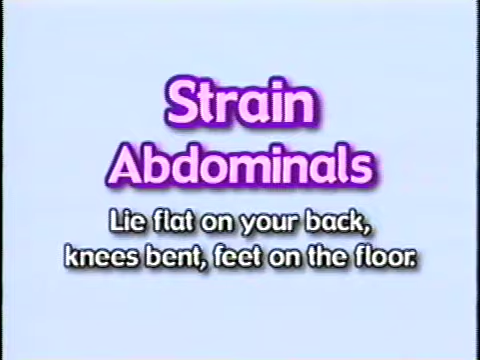 Strain
Abdominals
Lie flat on your back,
knees bent, feet on the floor.